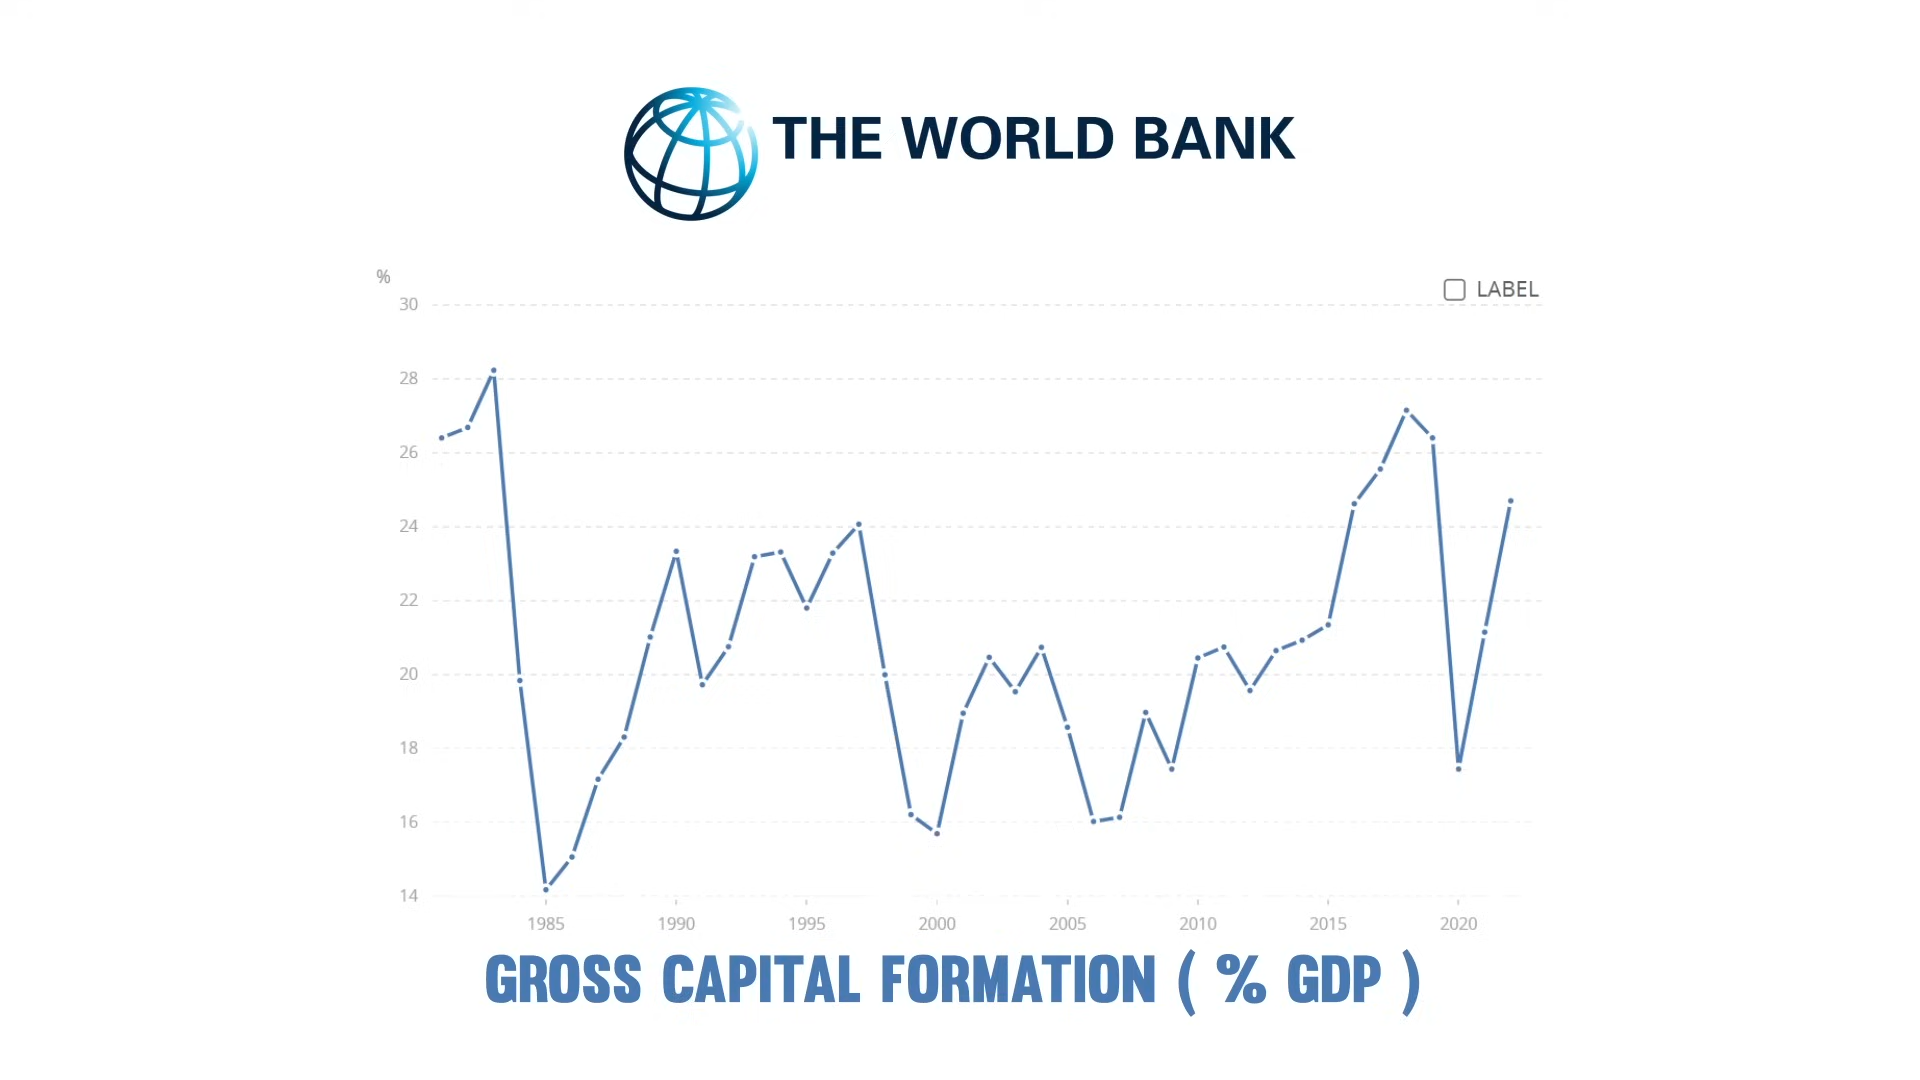 THE WORLD BANK
%
LABEL
30
28
26
24
22
20
18
16
14
1985 1990 1995 2000 2005 2010 2015 2020
GROSS CAPITAL FORMATION ( % GDP )